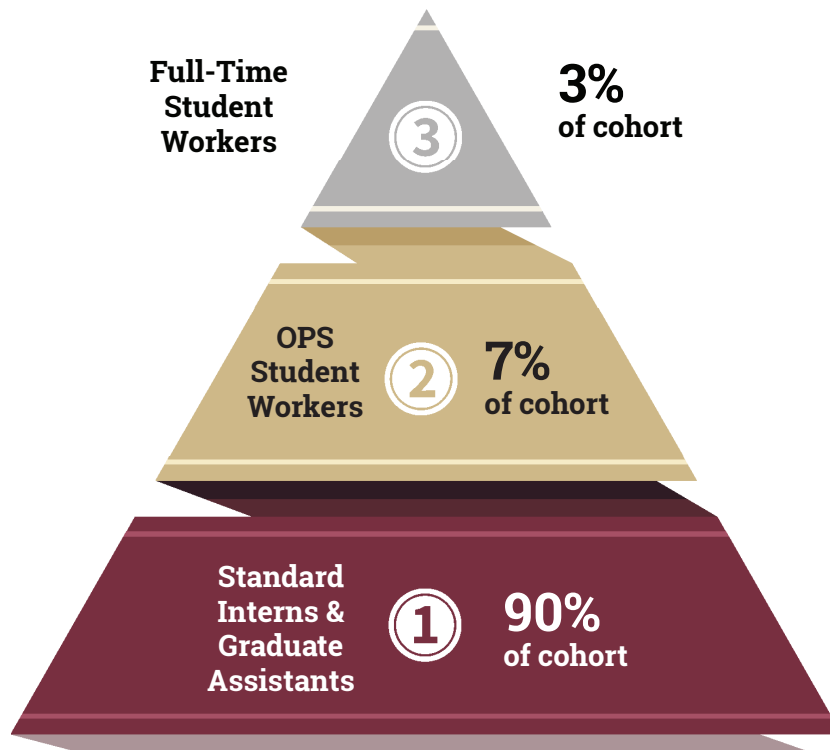 Full-Time
Student
Workers
3
3%
of cohort
OPS
Student
Workers
2
7%
of cohort
Standard
Interns &
Graduate
Assistants
1
90%
of cohort